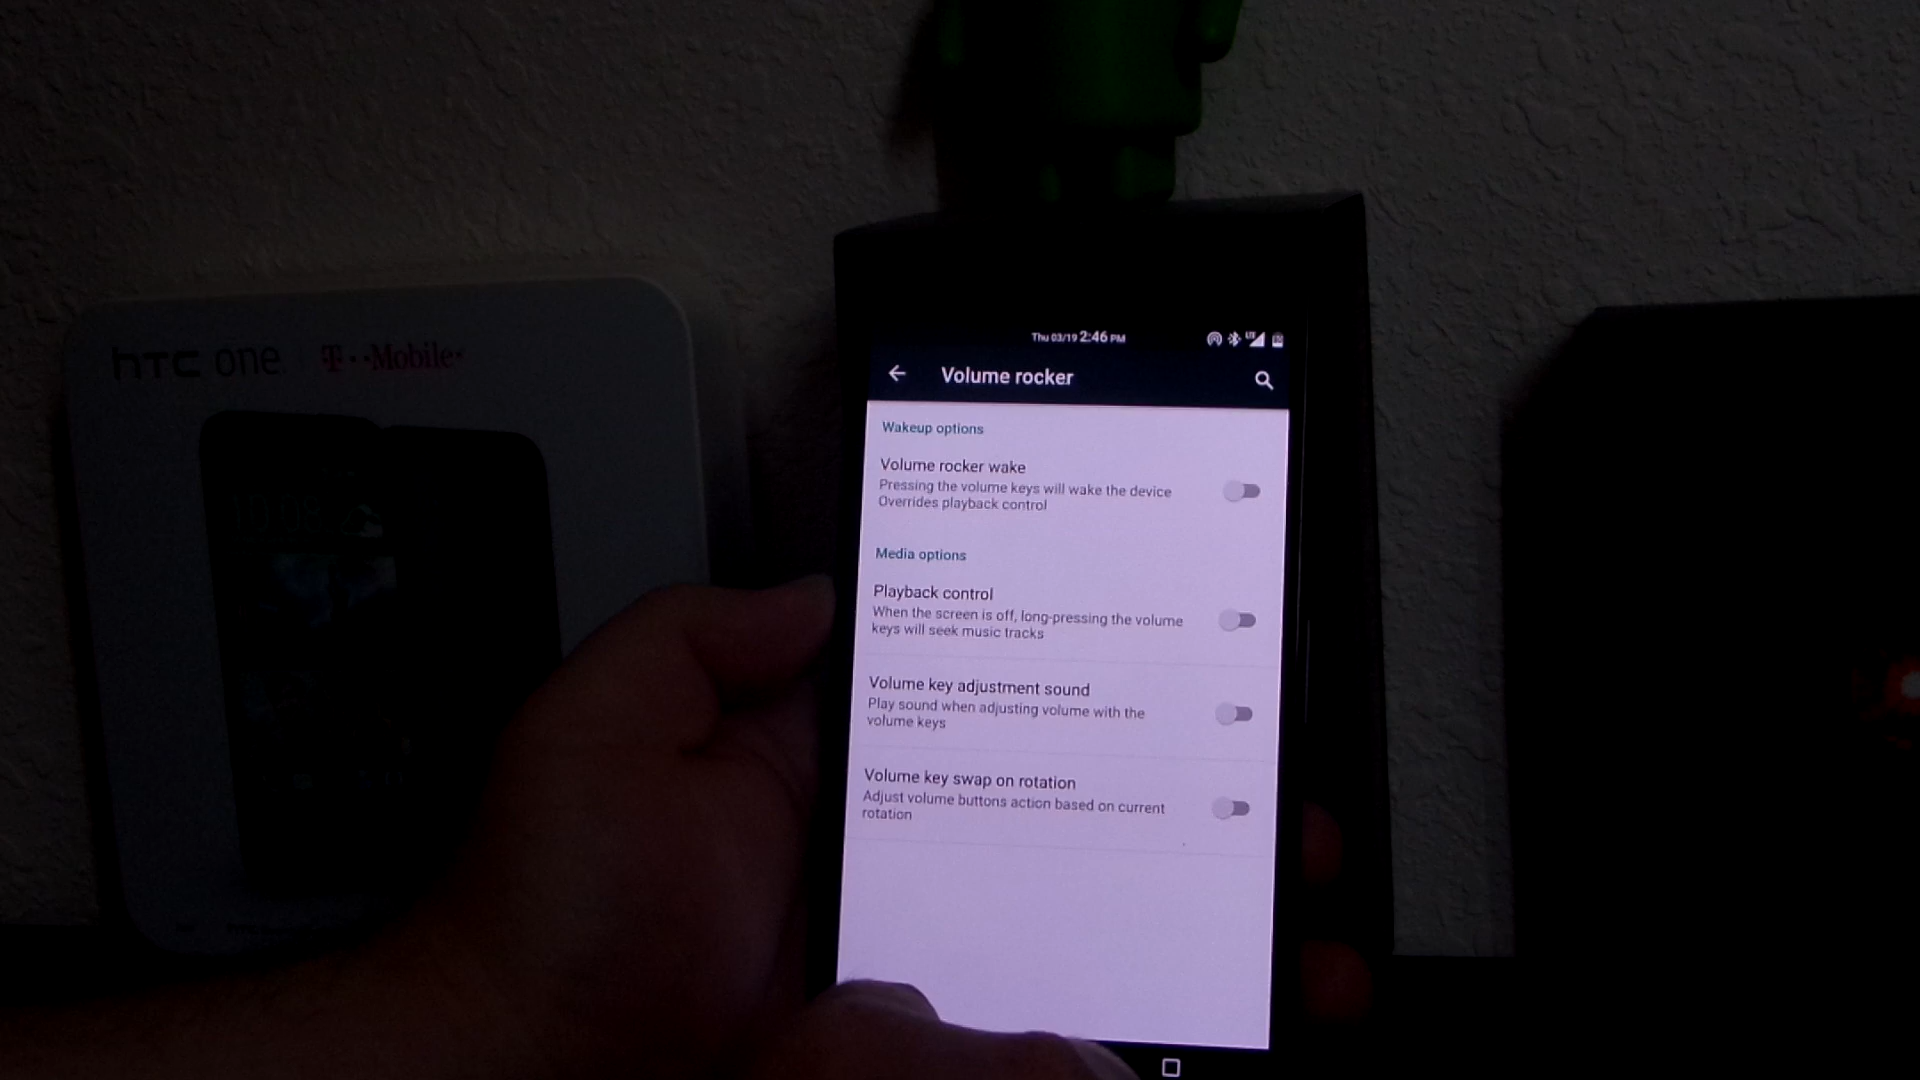 hTC one
T··Mobile·
Thu 03/19 2:46 PM
LTE
Volume rocker
Wakeup options
Volume rocker wake
Pressing the volume keys will wake the device
Overrides playback control
Media options
Playback control
When the screen is off, long-pressing the volume
keys will seek music tracks
Volume key adjustment sound
Play sound when adjusting volume with the
volume keys
Volume key swap on rotation
Adjust volume buttons action based on current
rotation